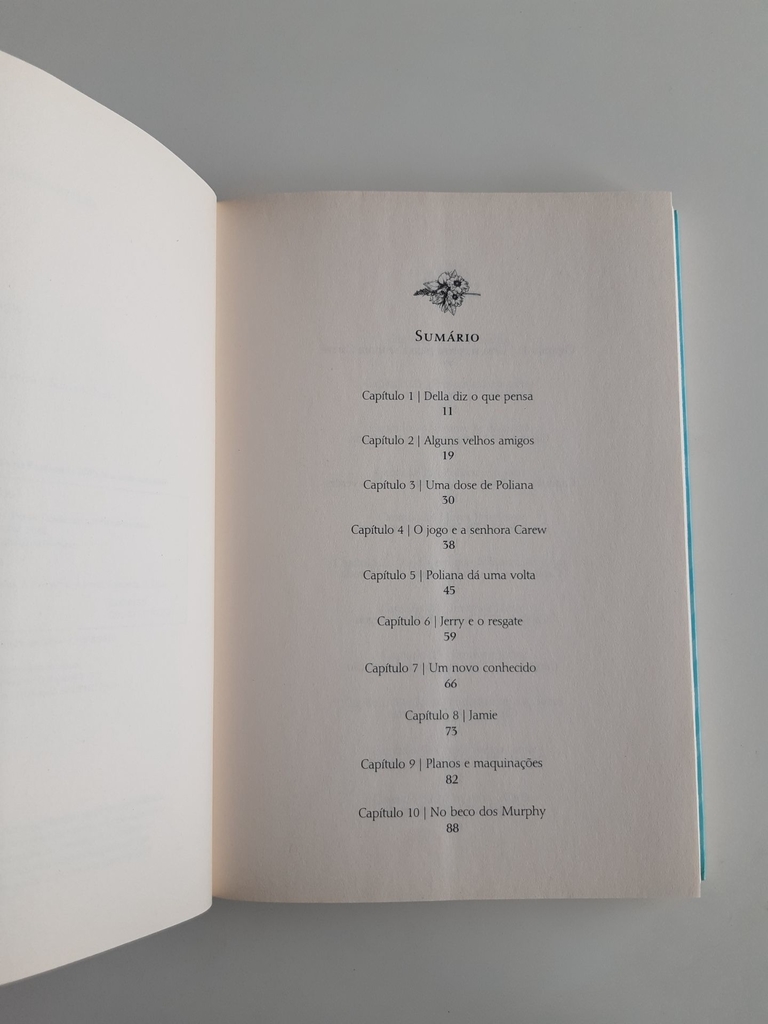 Sumário
Capítulo 1 | Della diz o que pensa
11
Capítulo 2 | Alguns velhos amigos
19
Capítulo 3 | Uma dose de Poliana
30
Capítulo 4 | O jogo e a senhora Carew
38
Capítulo 5 | Poliana dá uma volta
45
Capítulo 6 | Jerry e o resgate
59
Capítulo 7 | Um novo conhecido
66
Capítulo 8 | Jamie
73
Capítulo 9 | Planos e maquinações
82
Capítulo 10 | No beco dos Murphy
88